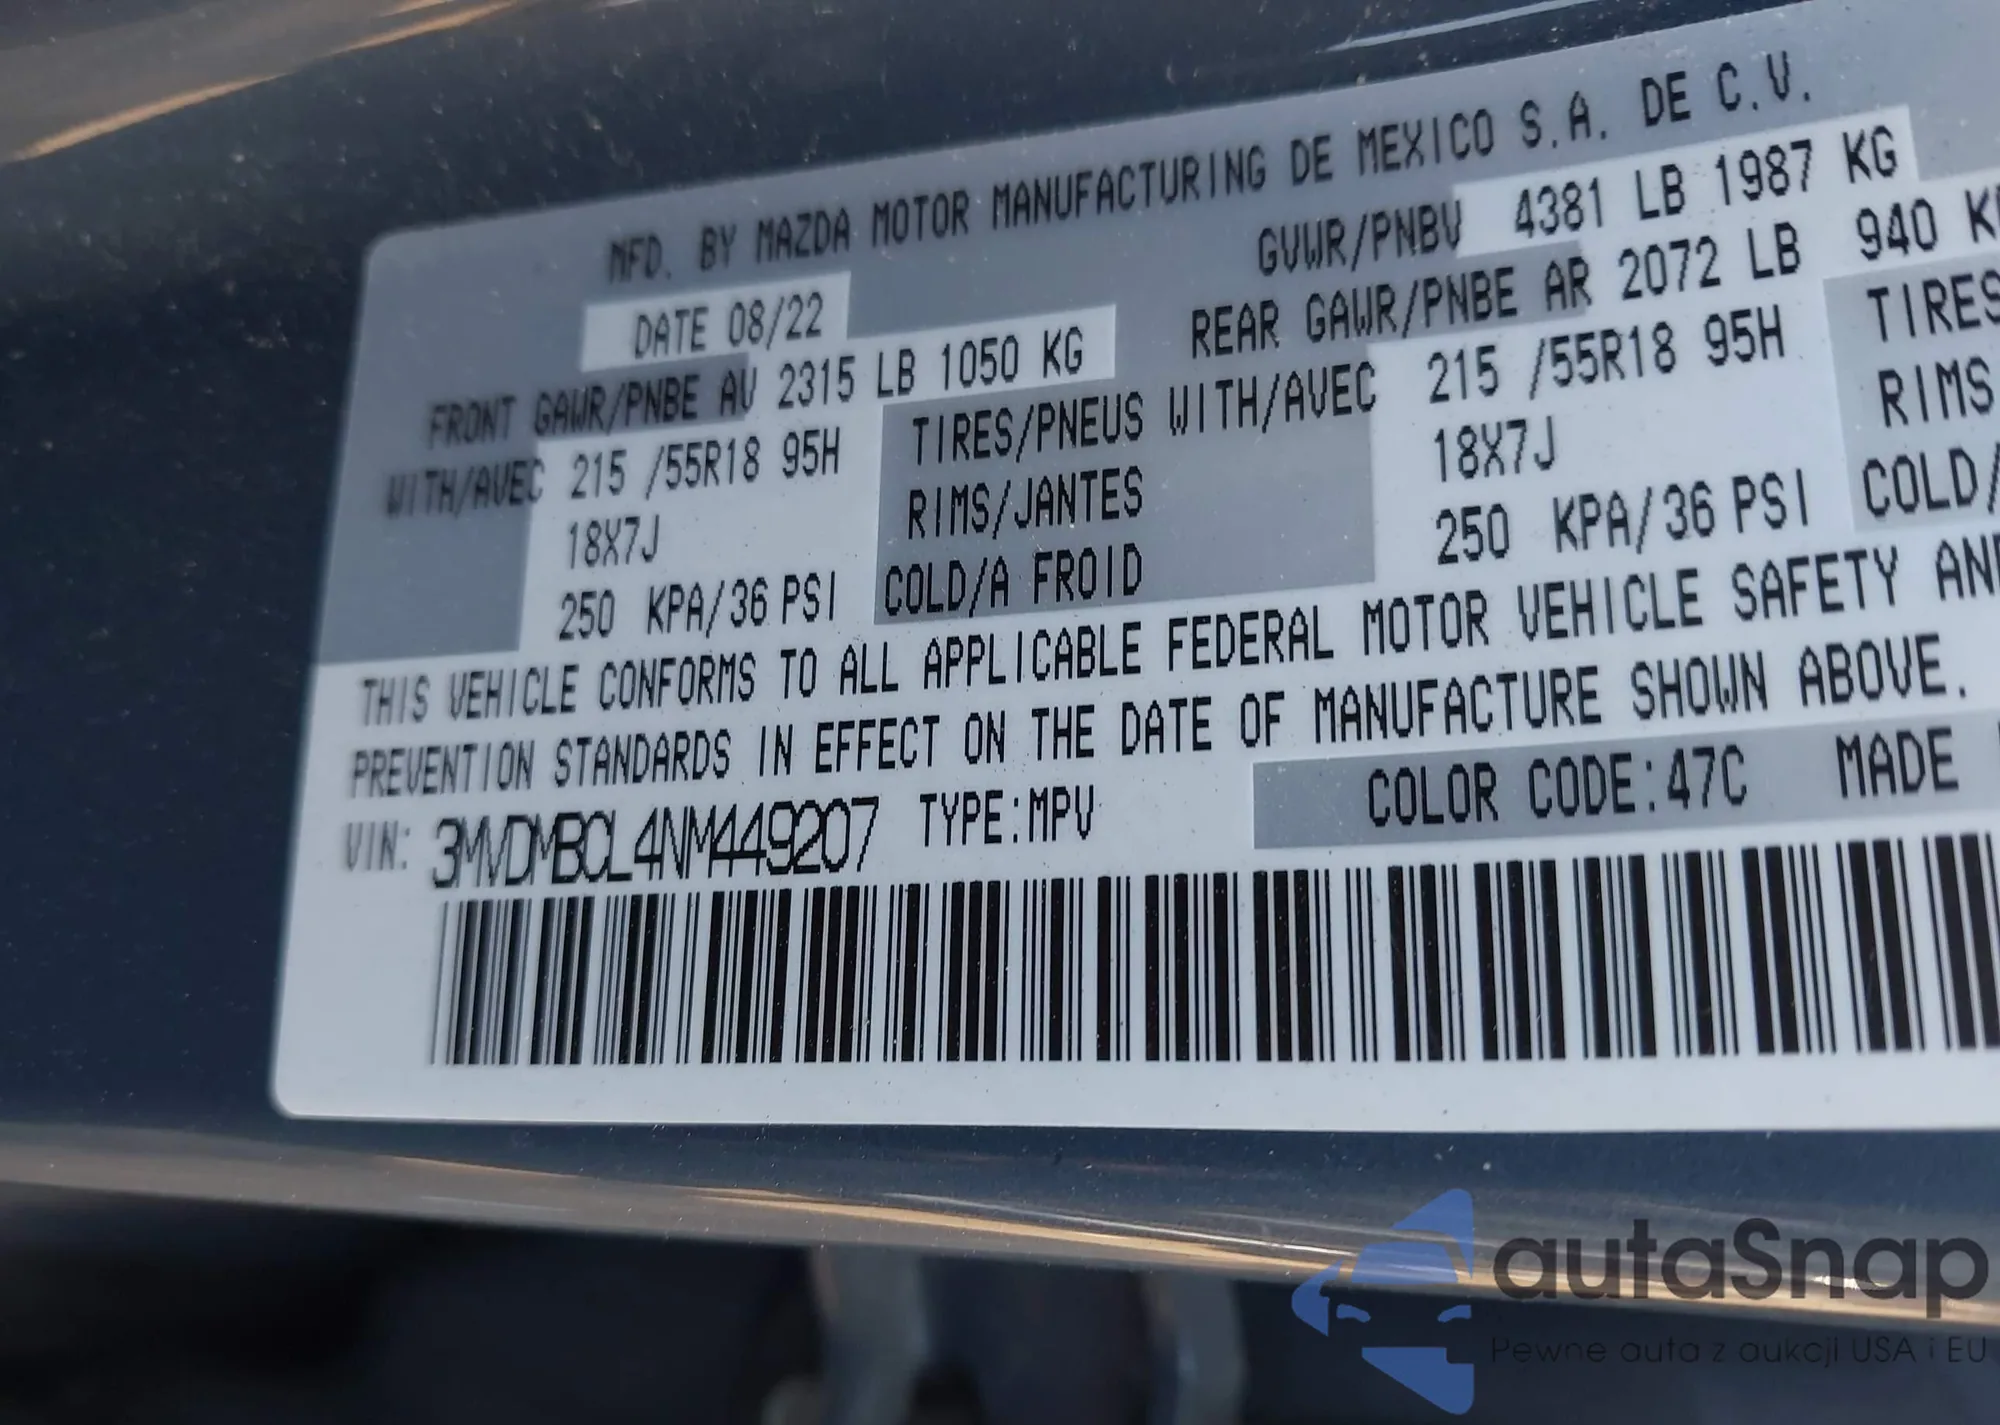 MFD. BY MAZDA MOTOR MANUFACTURING DE MEXICO S.A. DE C.V.
DATE 08/22 GVWR/PNBV 4381 LB 1987 KG
FRONT GAWR/PNBE AV 2315 LB 1050 KG REAR GAWR/PNBE AR 2072 LB 940
WITH/AVEC 215 /55R18 95H TIRES/PNEUS WITH/AVEC 215 /55R18 95H TIRES
18X7J RIMS/JANTES 18X7J RIMS
250 KPA/36 PSI COLD/A FROID 250 KPA/36 PSI COLD/
THIS VEHICLE CONFORMS TO ALL APPLICABLE FEDERAL MOTOR VEHICLE SAFETY AND
PREVENTION STANDARDS IN EFFECT ON THE DATE OF MANUFACTURE SHOWN ABOVE.
VIN: 3MVDMBCL4NM449207 TYPE:MPV COLOR CODE:47C MADE
autaSnap
Pewne auta z aukcji USA i EU